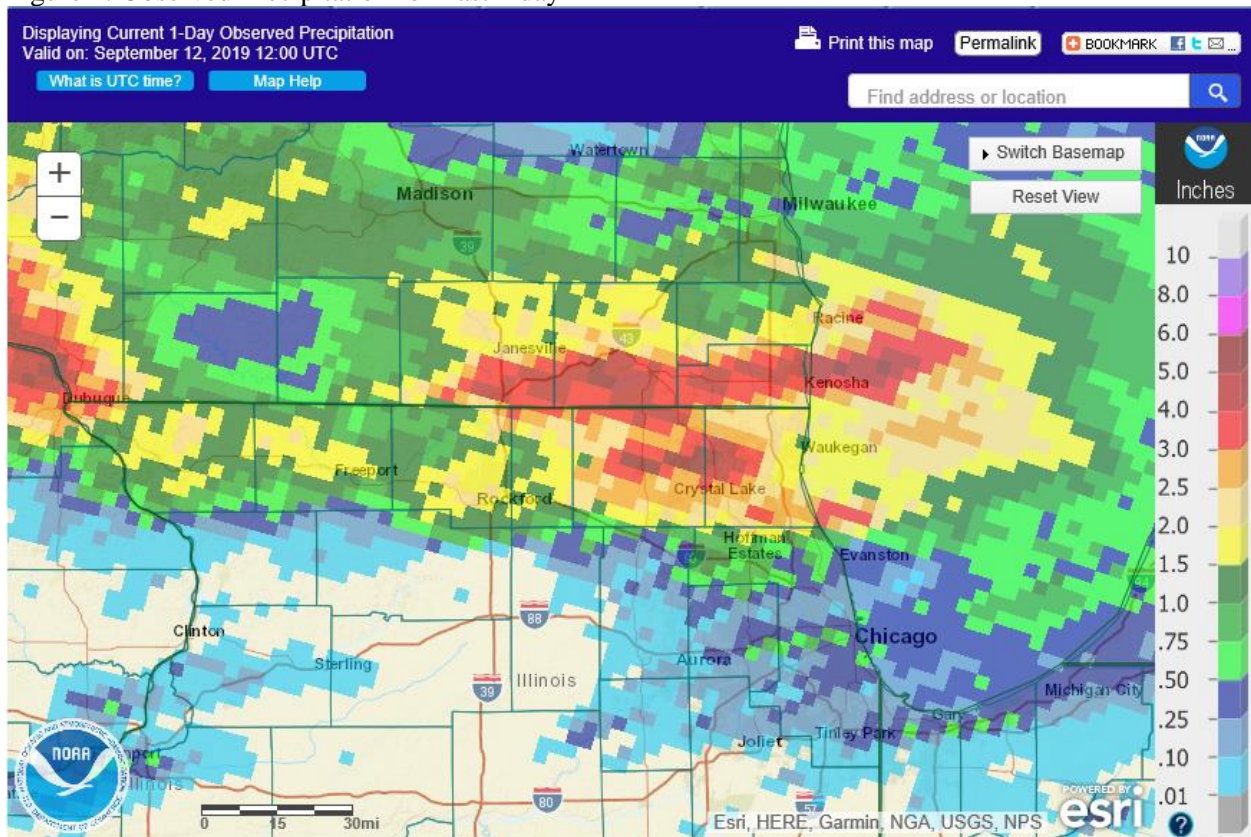 Displaying Current 1-Day Observed Precipitation
Valid on: September 12, 2019 12:00 UTC
What is UTC time?
Map Help
Print this map
Permalink
BOOKMARK
Find address or location
+
−
Switch Basemap
Reset View
NOAA
Inches
10
8.0
6.0
5.0
4.0
3.0
2.5
2.0
1.5
1.0
.75
.50
.25
.10
.01
Watertown
Madison
Milwaukee
39
43
Racine
Janesville
Kenosha
Dubuque
Waukegan
Freeport
Rockford
Crystal Lake
Hoffman
Estates
Evanston
Clinton
88
Chicago
Sterling
Aurora
Illinois
39
Michigan City
Gary
Joliet
Tinley Park
NOAA
Illinois
80
57
0 15 30mi
POWERED BY
esri
Esri, HERE, Garmin, NGA, USGS, NPS
?